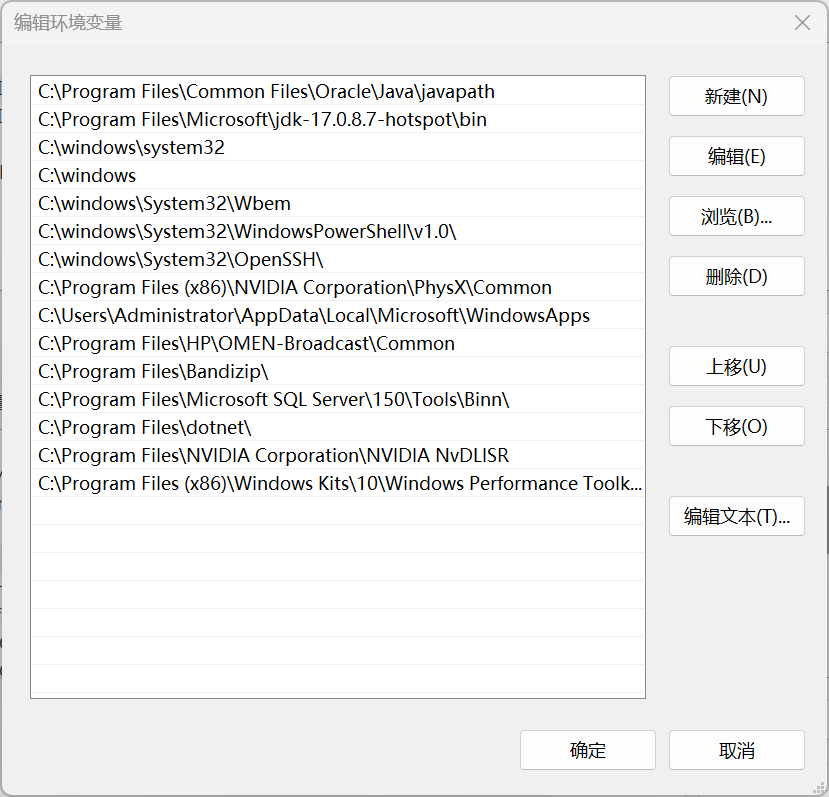 编辑环境变量
C:\Program Files\Common Files\Oracle\Java\javapath
C:\Program Files\Microsoft\jdk-17.0.8.7-hotspot\bin
C:\windows\system32
C:\windows
C:\windows\System32\Wbem
C:\windows\System32\WindowsPowerShell\v1.0\
C:\windows\System32\OpenSSH\
C:\Program Files (x86)\NVIDIA Corporation\PhysX\Common
C:\Users\Administrator\AppData\Local\Microsoft\WindowsApps
C:\Program Files\HP\OMEN-Broadcast\Common
C:\Program Files\Bandizip\
C:\Program Files\Microsoft SQL Server\150\Tools\Binn\
C:\Program Files\dotnet\
C:\Program Files\NVIDIA Corporation\NVIDIA NvDLISR
C:\Program Files (x86)\Windows Kits\10\Windows Performance Toolk...
新建(N)
编辑(E)
浏览(B)...
删除(D)
上移(U)
下移(O)
编辑文本(T)...
确定
取消